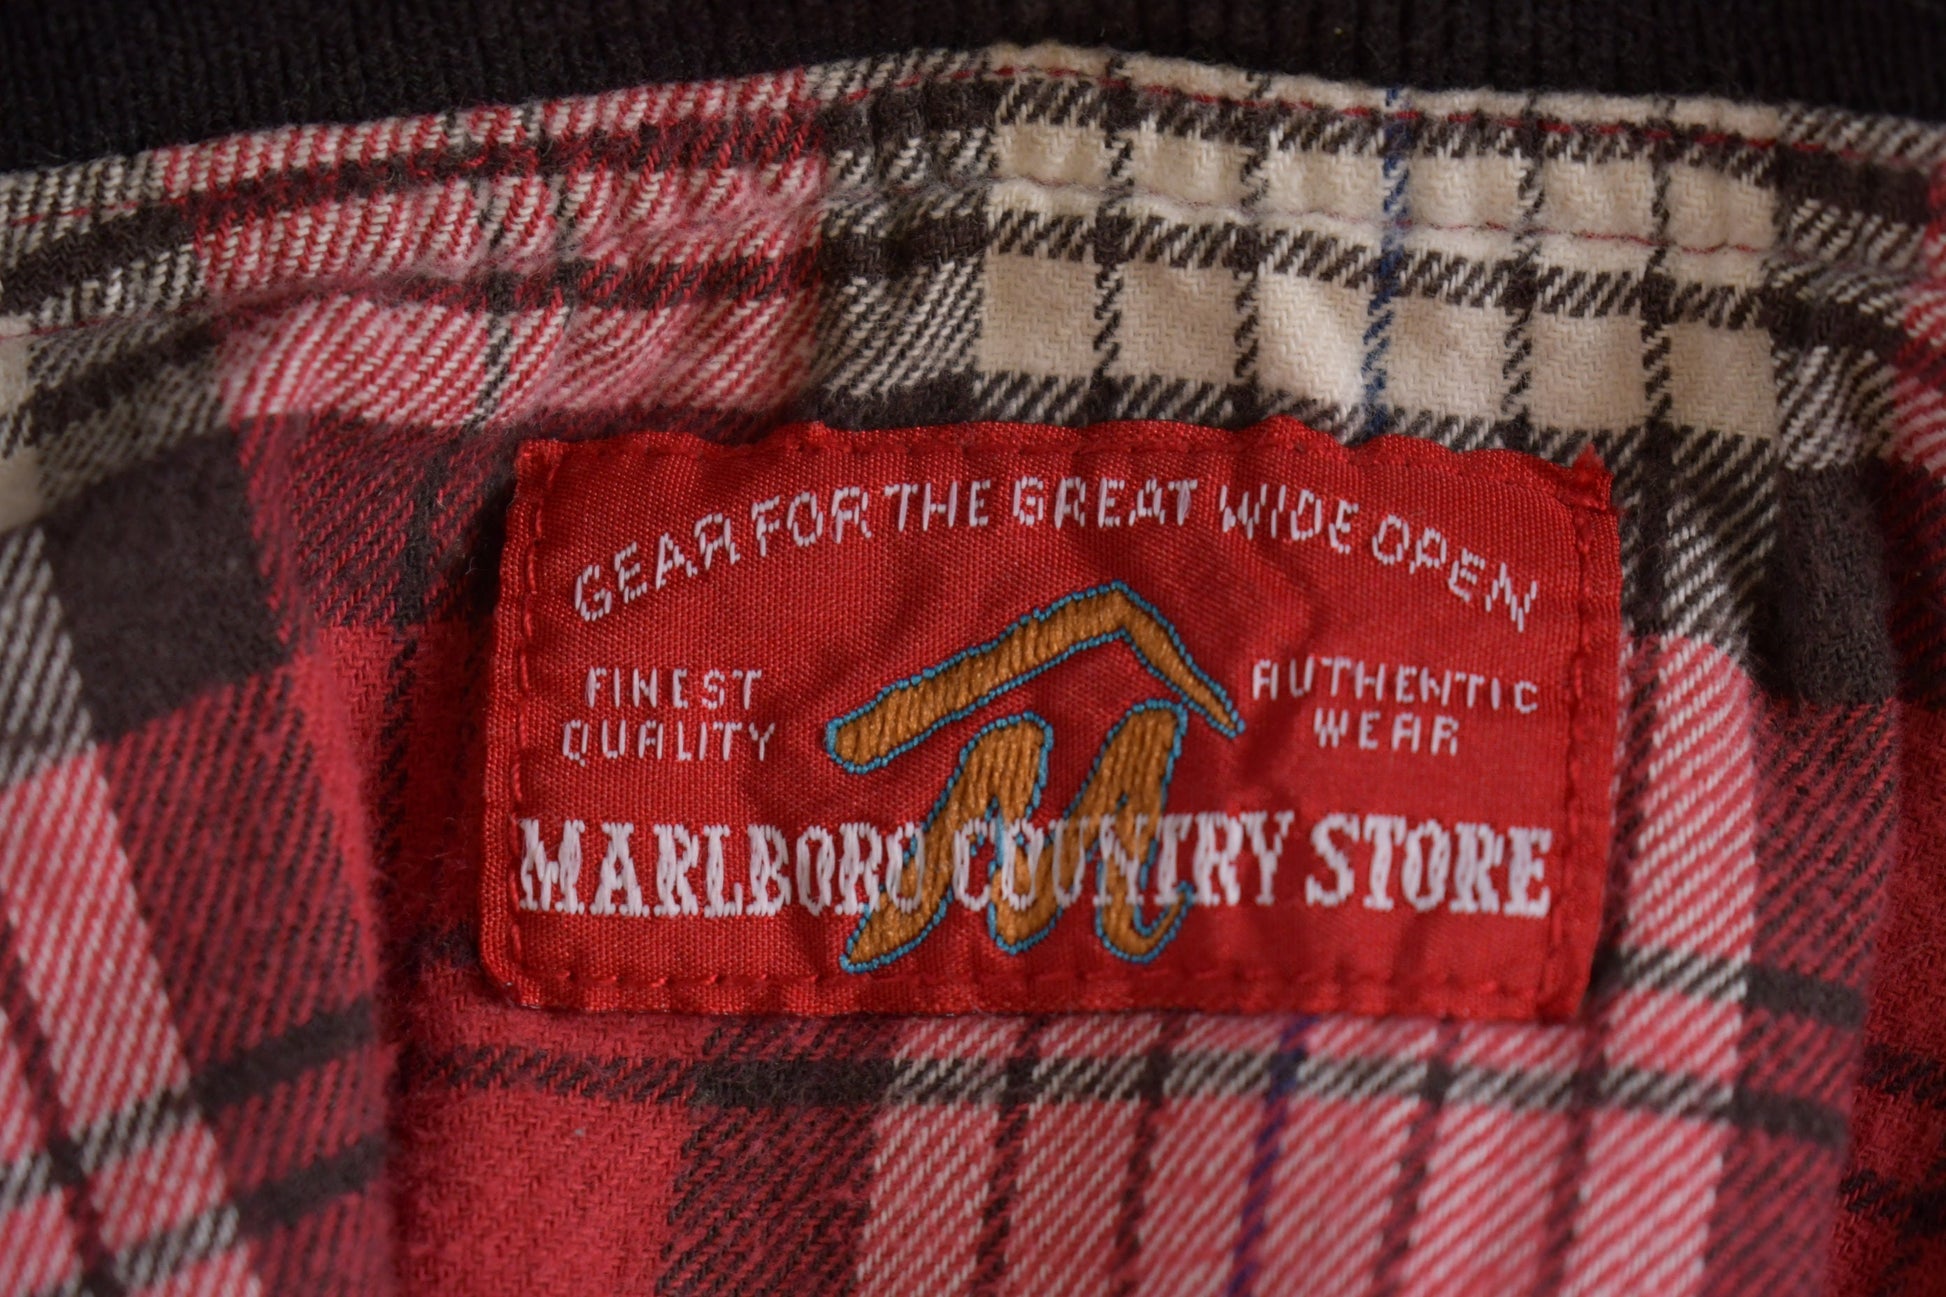 GEAR FOR THE GREAT WIDE OPEN
FINEST
QUALITY
AUTHENTIC
WEAR
M
MARLBORO COUNTRY STORE